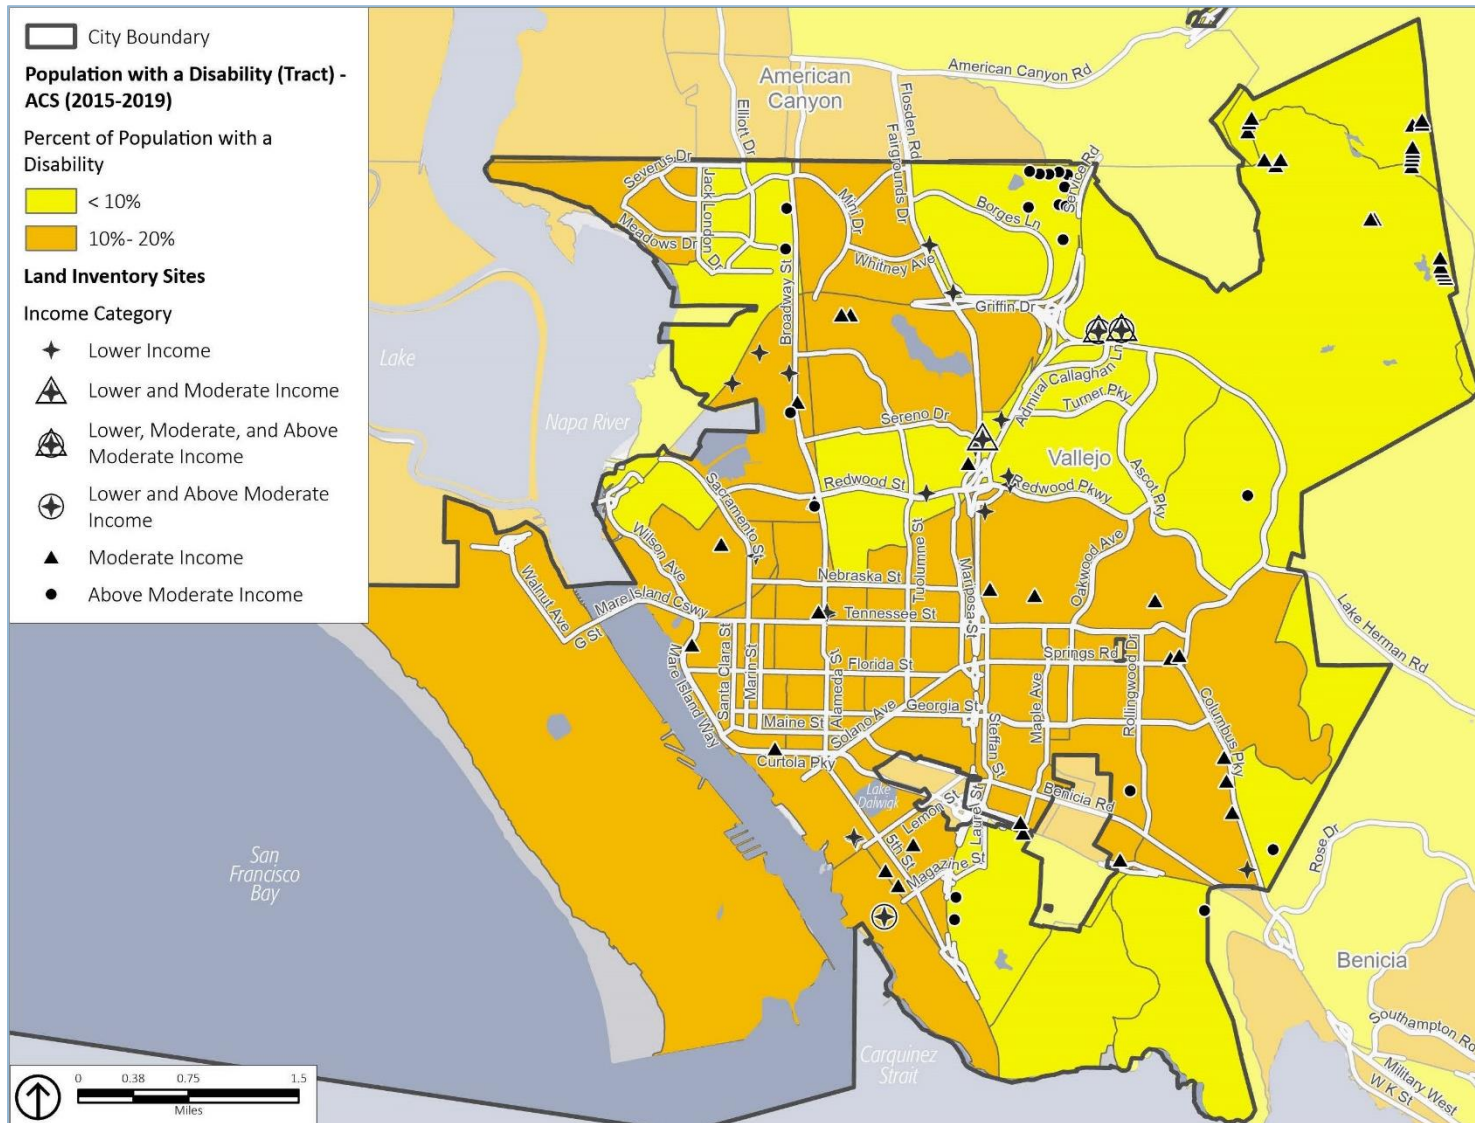 City Boundary
Population with a Disability (Tract) -
ACS (2015-2019)
Percent of Population with a
Disability
< 10%
10%- 20%
Land Inventory Sites
Income Category
Lower Income
Lower and Moderate Income
Lower, Moderate, and Above
Moderate Income
Lower and Above Moderate
Income
Moderate Income
Above Moderate Income
American
Canyon
American Canyon Rd
Elliott Dr
Flosden Rd
Fairgrounds Dr
Service Rd
Severus Dr
Jack London Dr
Meadows Dr
Mini Dr
Whitney Ave
Borges Ln
Broadway St
Griffin Dr
Lake
Napa River
Admiral Callaghan Ln
Turner Pky
Sereno Dr
Vallejo
Ascot Pky
Redwood St
Redwood Pkwy
Sacramento St
Wilson Ave
Tuolumne St
Mariposa St
Oakwood Ave
Nebraska St
Walnut Ave
G St
Mare Island Cswy
Tennessee St
Lake Herman Rd
Springs Rd
Rollingwood Dr
Florida St
Santa Clara St
Marin St
Mare Island Way
Alameda St
Maple Ave
Georgia St
Columbus Pky
Maine St
Solano Ave
Steffan St
Curtola Pky
Lake
Dalwigk
Lemon St
Laurel St
Benicia Rd
5th St
Magazine St
Rose Dr
San
Francisco
Bay
Benicia
Southampton Rd
Carquinez
Strait
Military West
W K St
0 0.38 0.75 1.5
Miles